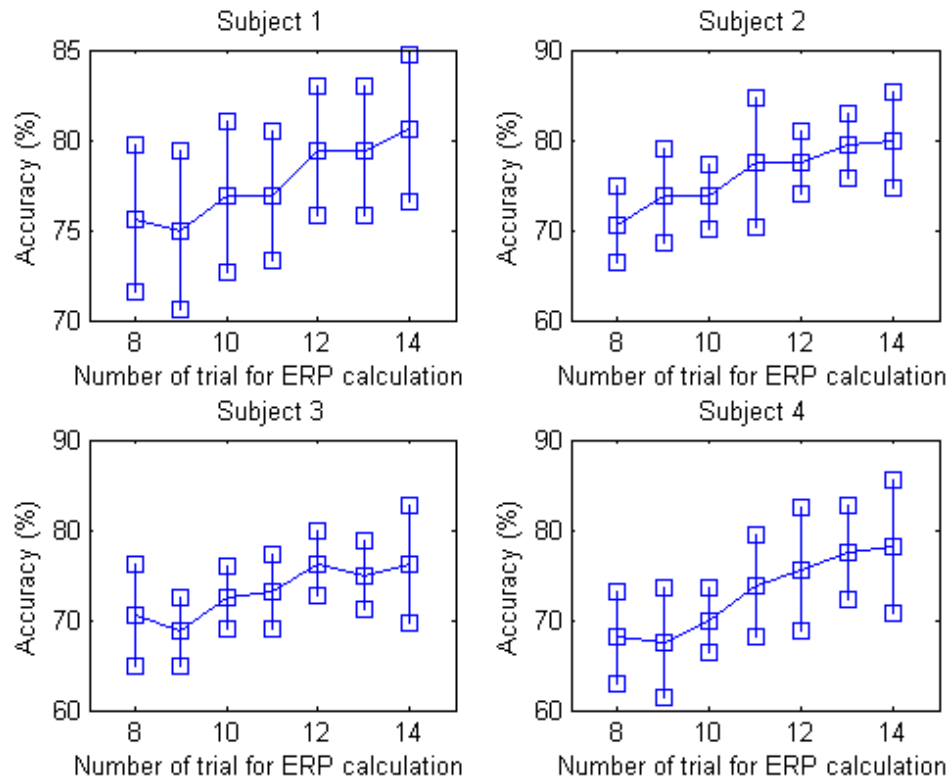 Subject 1
85
80
75
70
Accuracy (%)
8 10 12 14
Number of trial for ERP calculation
Subject 2
90
80
70
60
Accuracy (%)
8 10 12 14
Number of trial for ERP calculation
Subject 3
90
80
70
60
Accuracy (%)
8 10 12 14
Number of trial for ERP calculation
Subject 4
90
80
70
60
Accuracy (%)
8 10 12 14
Number of trial for ERP calculation